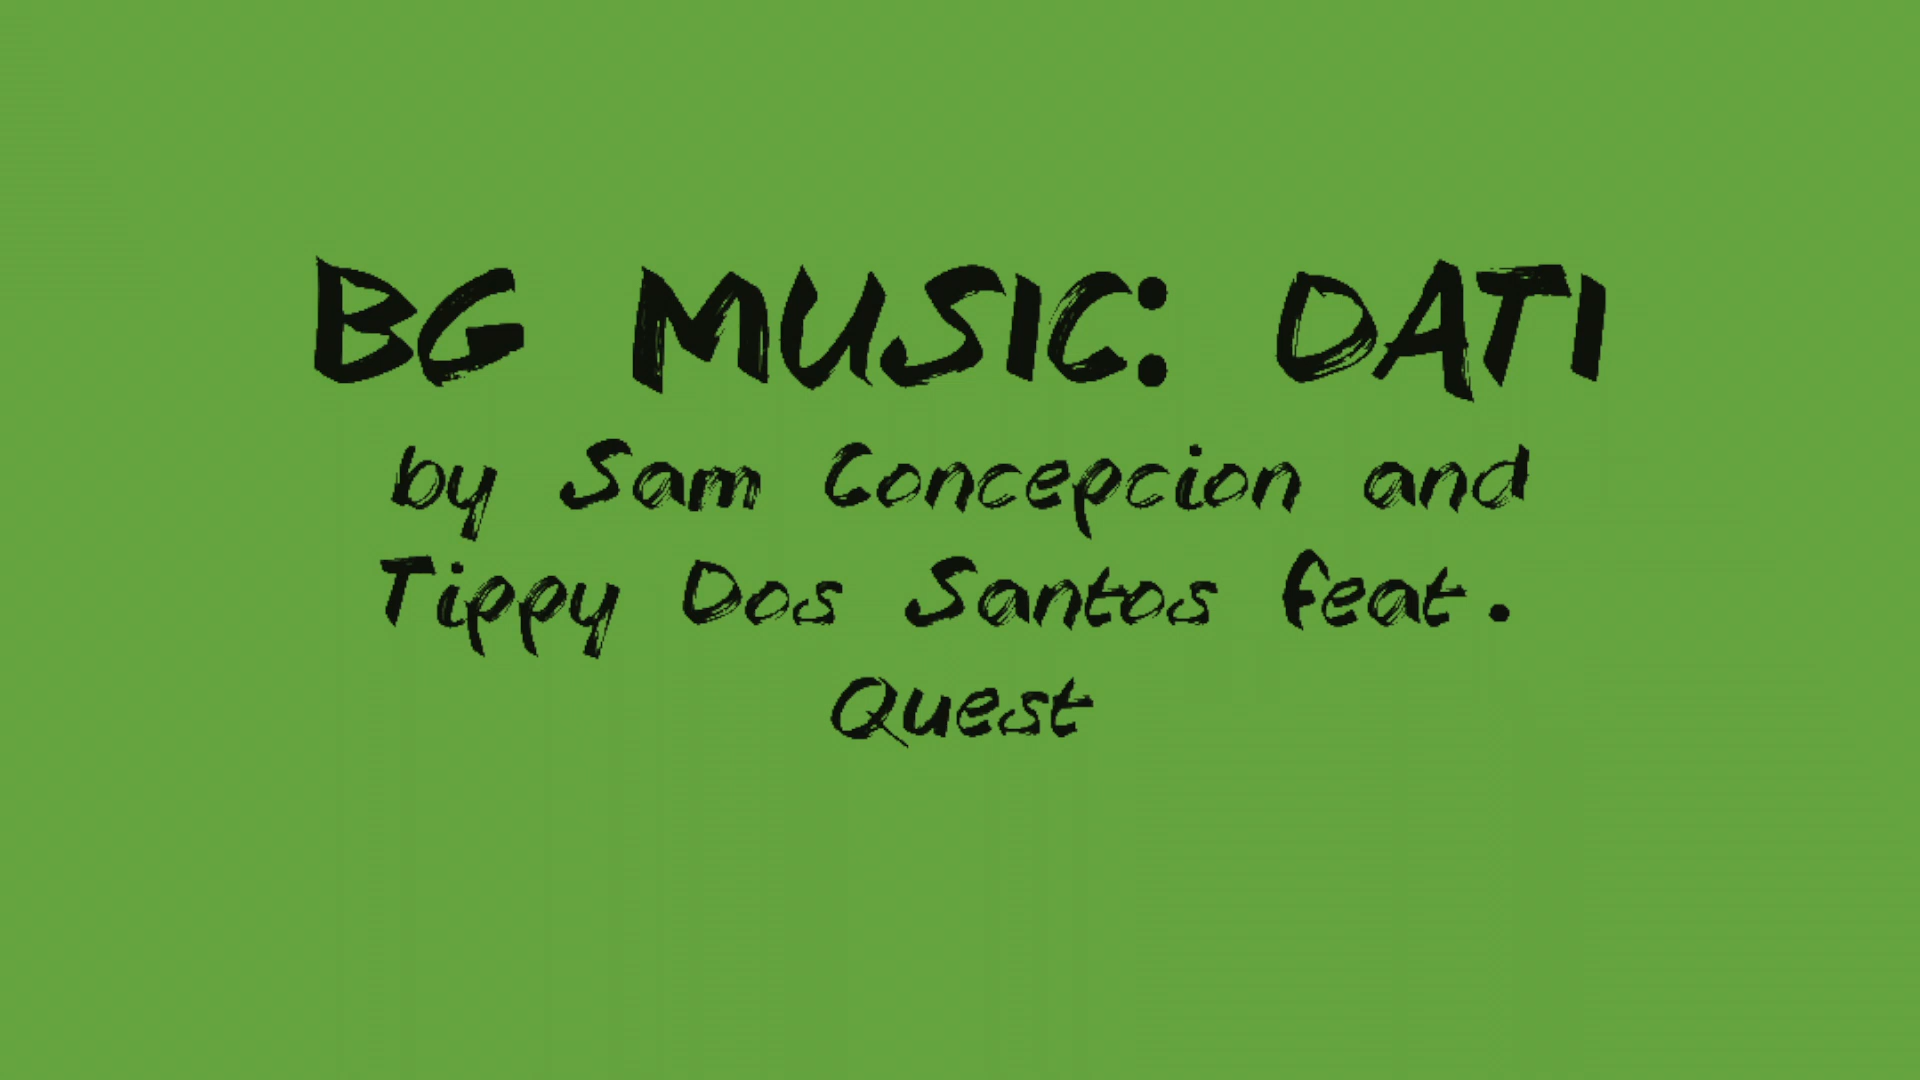 BG MUSIC: DATI
by Sam Concepcion and
Tippy Dos Santos feat.
Quest